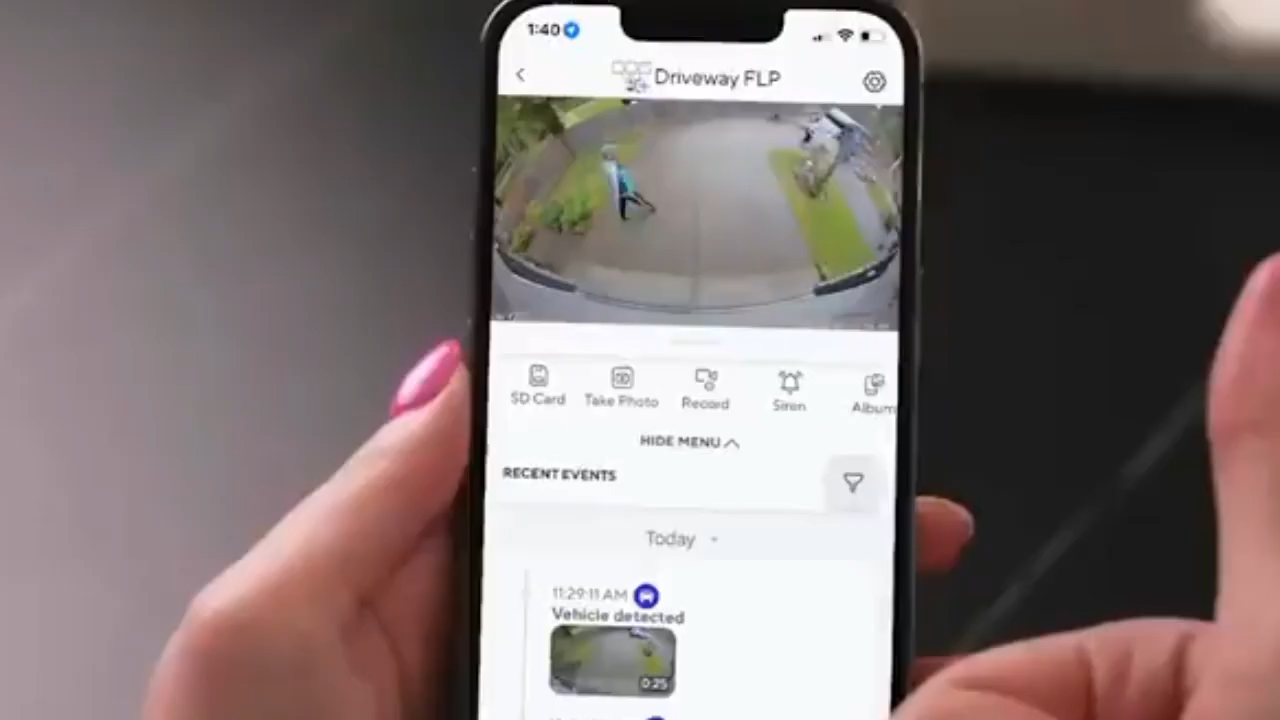 1:40
Driveway FLP
SD Card Take Photo Record Siren Album
HIDE MENU
RECENT EVENTS
Today
11:29:11 AM
Vehicle detected
0:25